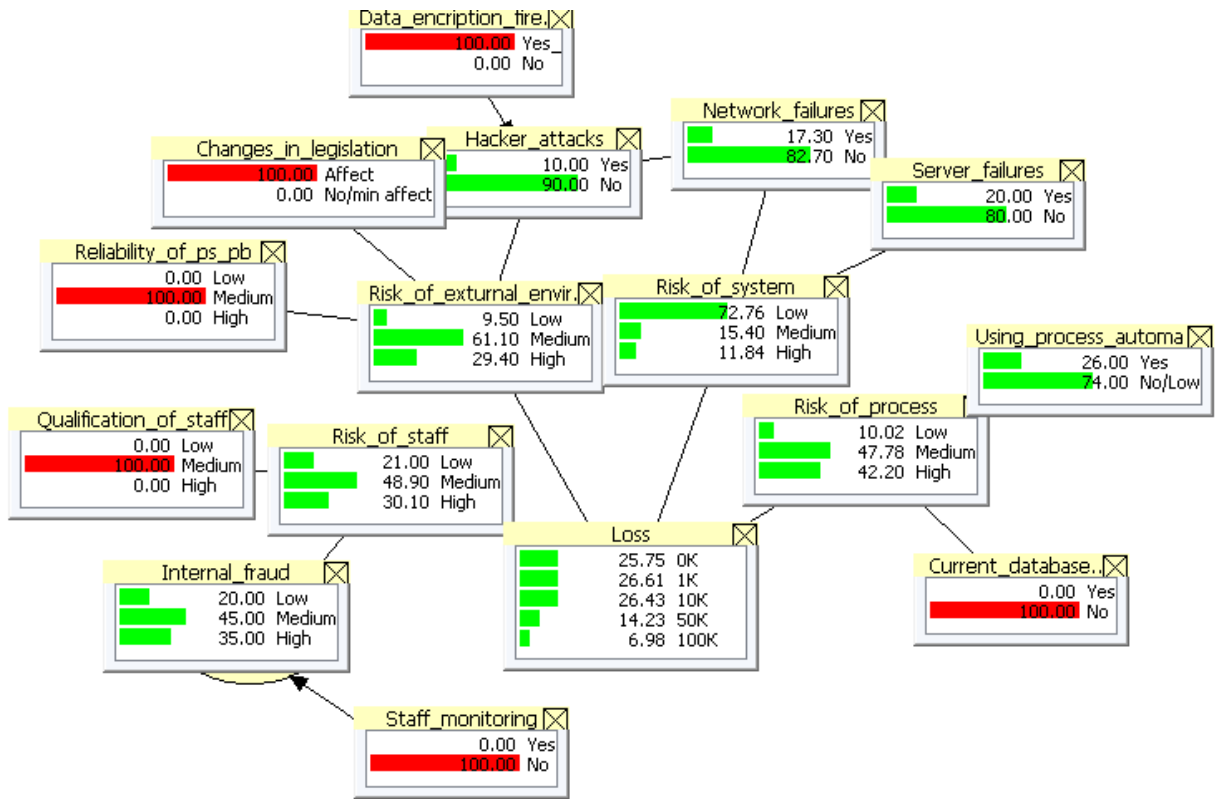 Data_encription_fire.
100.00 Yes_
0.00 No
Network_failures
17.30 Yes
82.70 No
Hacker_attacks
10.00 Yes
90.00 No
Changes_in_legislation
100.00 Affect
0.00 No/min affect
Server_failures
20.00 Yes
80.00 No
Reliability_of_ps_pb
0.00 Low
100.00 Medium
0.00 High
Risk_of_exturnal_envir.
9.50 Low
61.10 Medium
29.40 High
Risk_of_system
72.76 Low
15.40 Medium
11.84 High
Using_process_automa
26.00 Yes
74.00 No/Low
Qualification_of_staff
0.00 Low
100.00 Medium
0.00 High
Risk_of_staff
21.00 Low
48.90 Medium
30.10 High
Risk_of_process
10.02 Low
47.78 Medium
42.20 High
Loss
25.75 0K
26.61 1K
26.43 10K
14.23 50K
6.98 100K
Internal_fraud
20.00 Low
45.00 Medium
35.00 High
Current_database..
0.00 Yes
100.00 No
Staff_monitoring
0.00 Yes
100.00 No